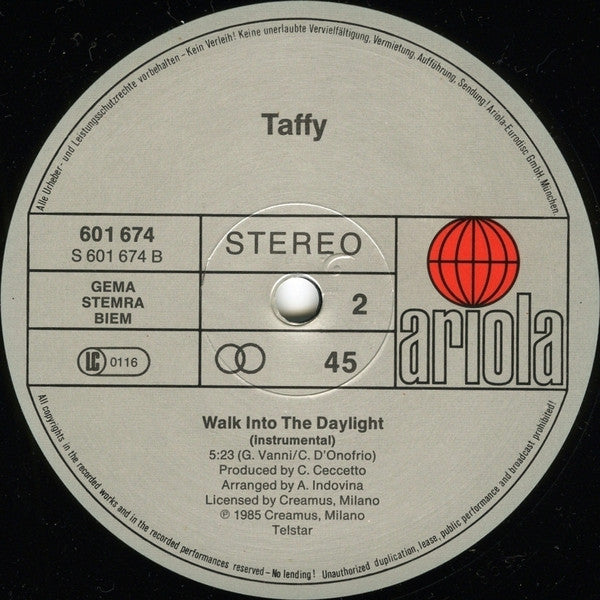 Alle Urheber- und Leistungsschutzrechte vorbehalten – Kein Verleih! Keine unerlaubte Vervielfältigung, Vermietung, Aufführung, Sendung! Ariola-Eurodisc GmbH, München.
Taffy
601 674
S 601 674 B
STEREO
GEMA
STEMRA
BIEM
2
LC 0116
45
ariola
Walk Into The Daylight
(instrumental)
5:23 (G. Vanni/C. D'Onofrio)
Produced by C. Ceccetto
Arranged by A. Indovina
Licensed by Creamus, Milano
℗ 1985 Creamus, Milano
Telstar
All copyrights in the recorded works and in the recorded performances reserved – No lending! Unauthorized duplication, lease, public performance and broadcast prohibited!